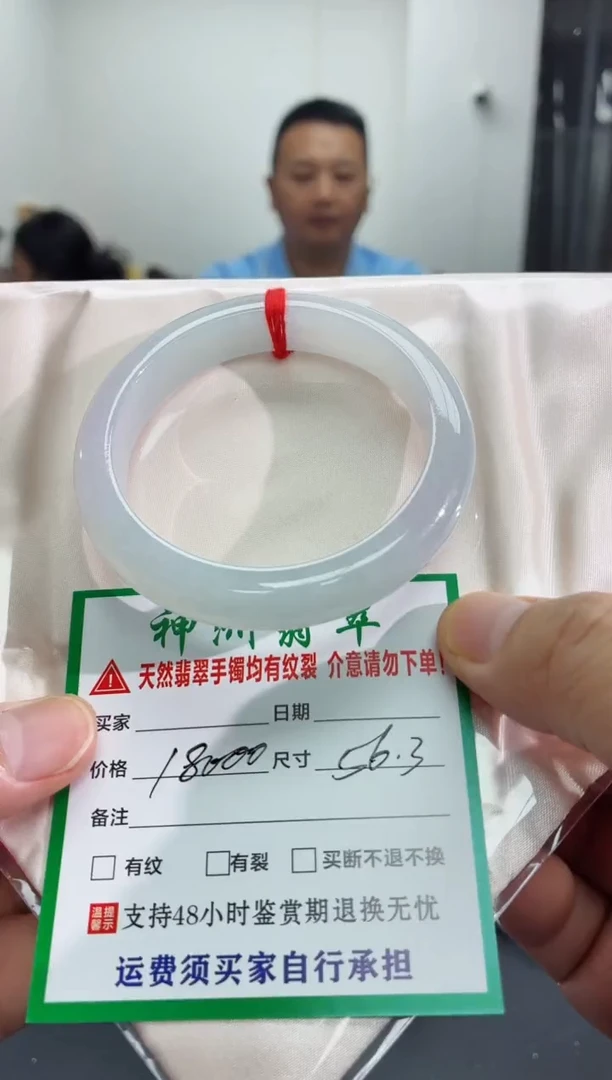 神州翡翠
天然翡翠手镯均有纹裂 介意请勿下单!
买家 日期
价格 18000 尺寸 56.3
备注
有纹 有裂 买断不退不换
温馨提示 支持48小时鉴赏期退换无忧
运费须买家自行承担